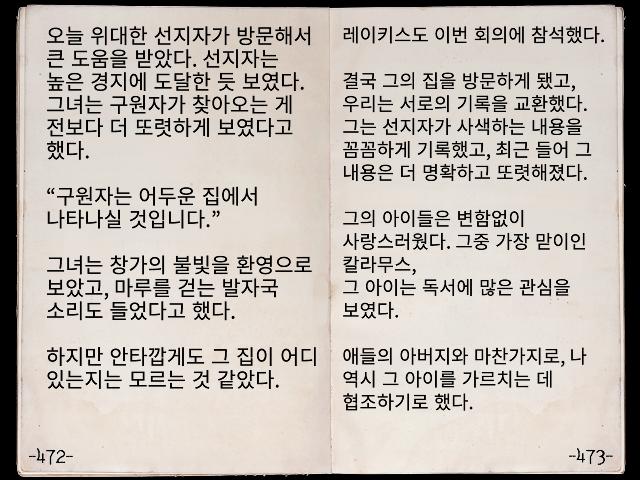 오늘 위대한 선지자가 방문해서
큰 도움을 받았다. 선지자는
높은 경지에 도달한 듯 보였다.
그녀는 구원자가 찾아오는 게
전보다 더 또렷하게 보였다고
했다.
“구원자는 어두운 집에서
나타나실 것입니다.”
그녀는 창가의 불빛을 환영으로
보았고, 마루를 걷는 발자국
소리도 들었다고 했다.
하지만 안타깝게도 그 집이 어디
있는지는 모르는 것 같았다.
-472-
레이키스도 이번 회의에 참석했다.
결국 그의 집을 방문하게 됐고,
우리는 서로의 기록을 교환했다.
그는 선지자가 사색하는 내용을
꼼꼼하게 기록했고, 최근 들어 그
내용은 더 명확하고 또렷해졌다.
그의 아이들은 변함없이
사랑스러웠다. 그중 가장 맏이인
칼라무스,
그 아이는 독서에 많은 관심을
보였다.
애들의 아버지와 마찬가지로, 나
역시 그 아이를 가르치는 데
협조하기로 했다.
-473-